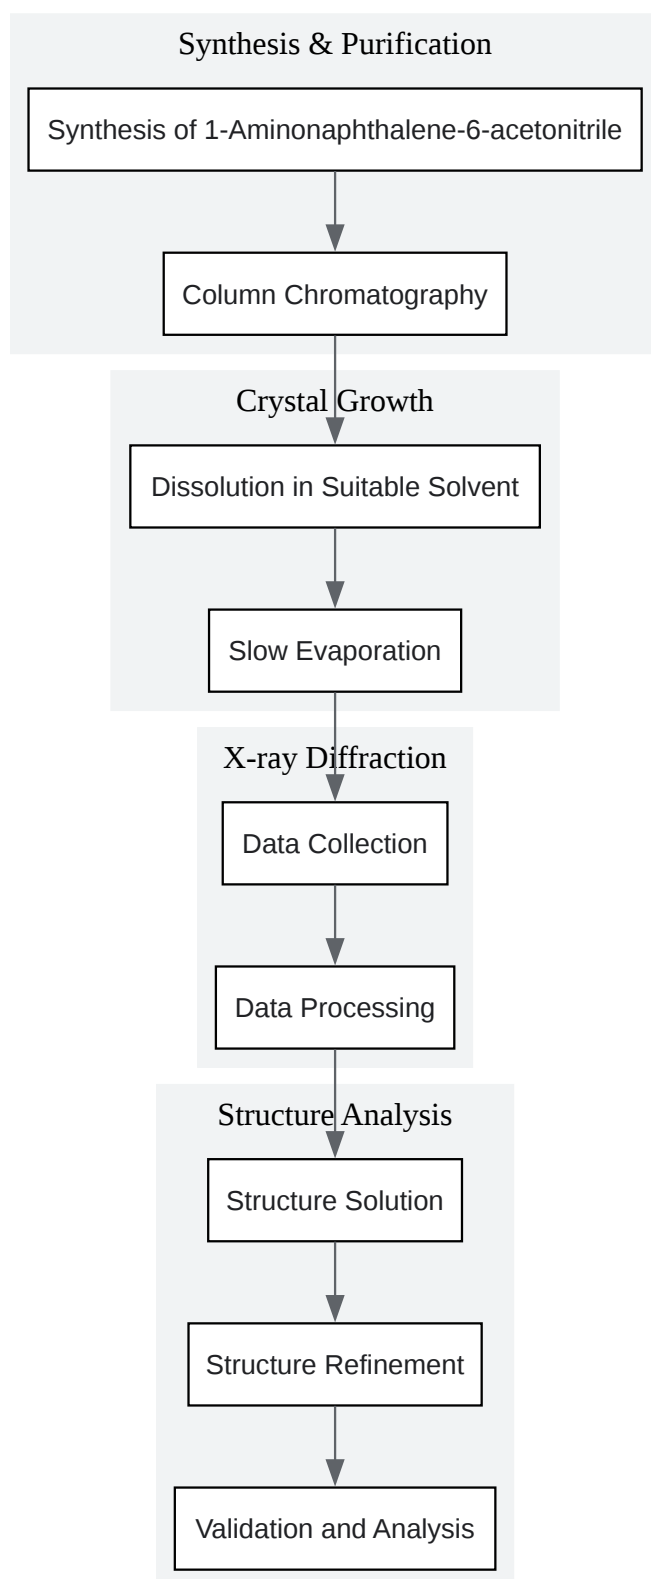 Synthesis & Purification
Synthesis of 1-Aminonaphthalene-6-acetonitrile
Column Chromatography
Crystal Growth
Dissolution in Suitable Solvent
Slow Evaporation
X-ray Diffraction
Data Collection
Data Processing
Structure Analysis
Structure Solution
Structure Refinement
Validation and Analysis